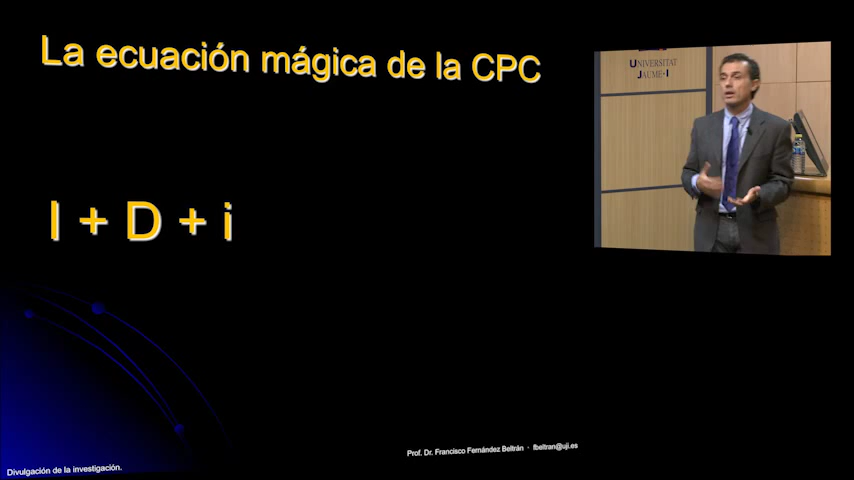 La ecuación mágica de la CPC
UNIVERSITAT
JAUME·I
I + D + i
Prof. Dr. Francisco Fernández Beltrán · fbeltran@uji.es
Divulgación de la investigación.